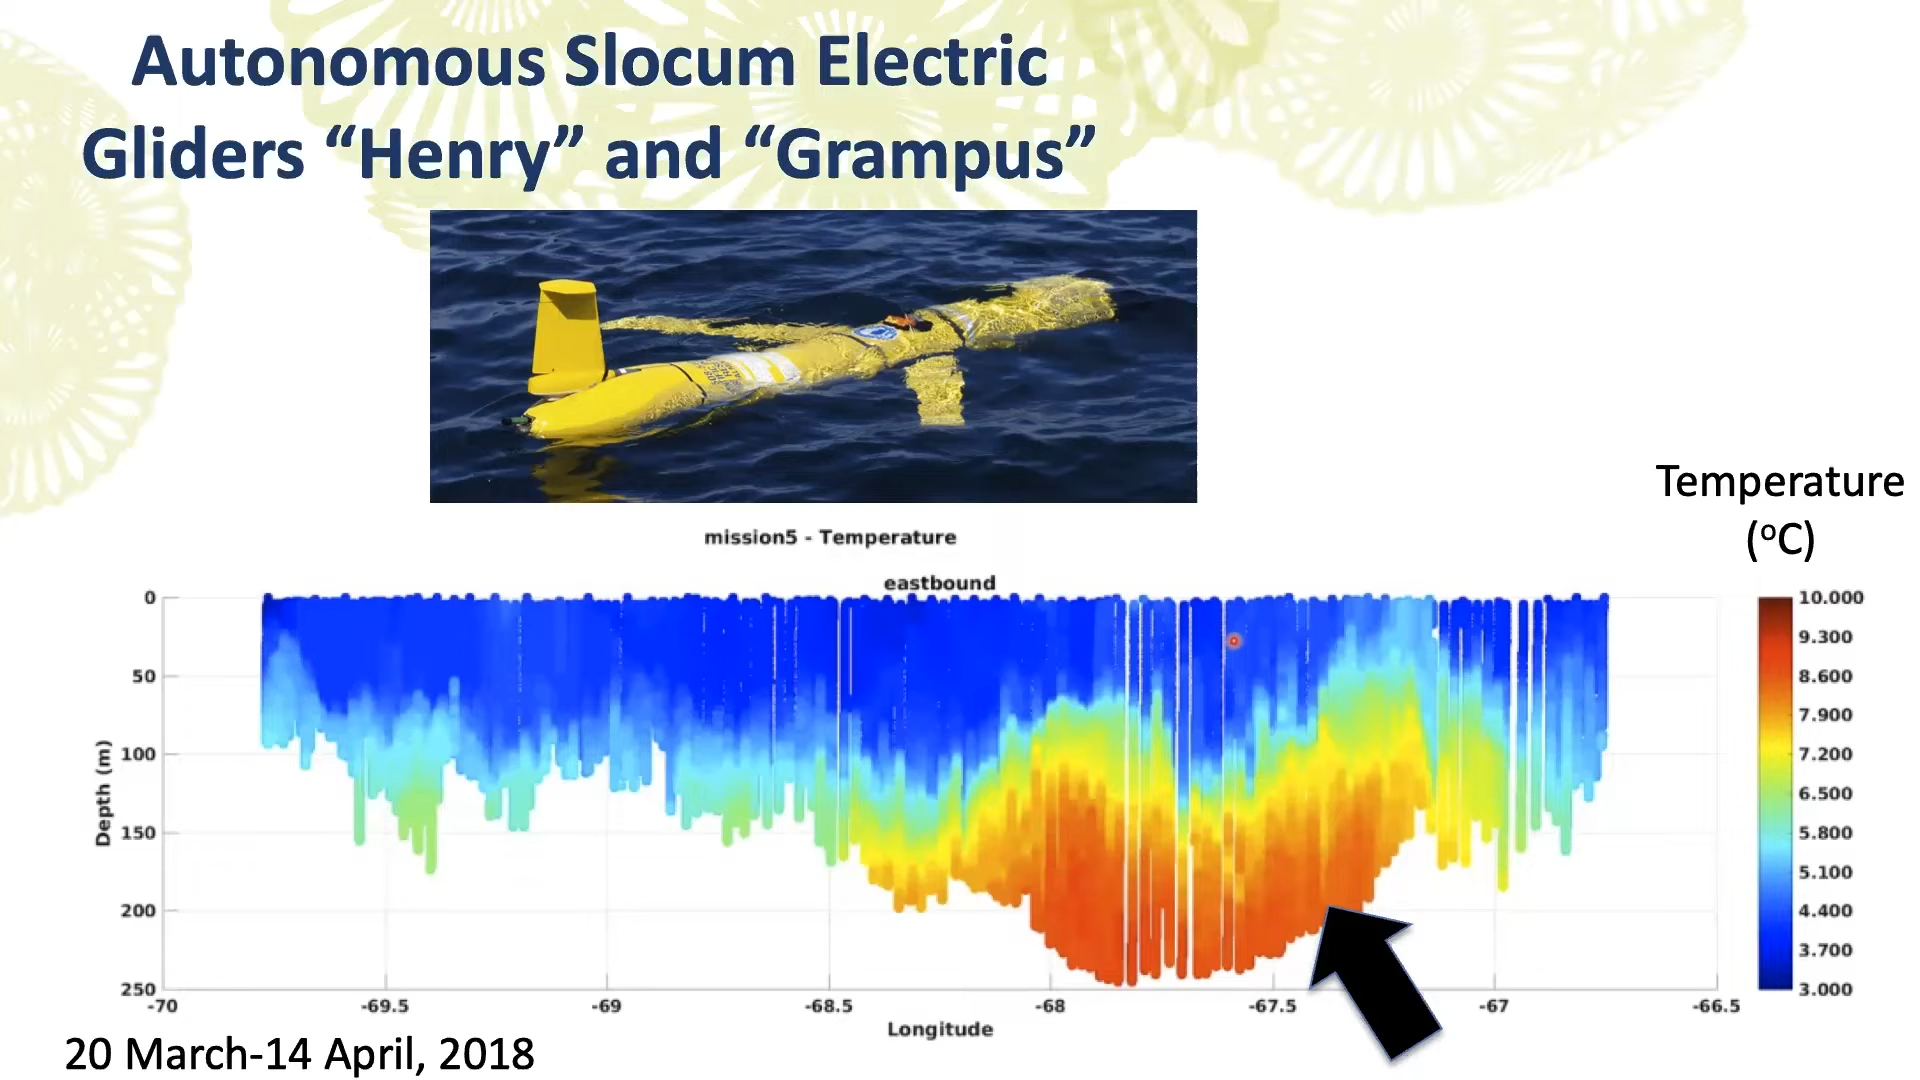 Autonomous Slocum Electric
Gliders “Henry” and “Grampus”
mission5 - Temperature
eastbound
Temperature
(ºC)
0
50
100
150
200
250
Depth (m)
-70
-69.5
-69
-68.5
-68
-67.5
-67
-66.5
Longitude
10.000
9.300
8.600
7.900
7.200
6.500
5.800
5.100
4.400
3.700
3.000
20 March-14 April, 2018